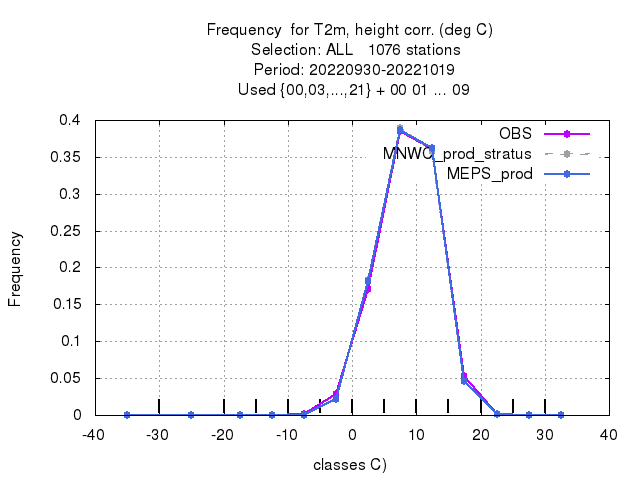 Frequency  for T2m, height corr. (deg C)
Selection: ALL   1076 stations
Period: 20220930-20221019
Used {00,03,...,21} + 00 01 ... 09
OBS
MNWC_prod_stratus
MEPS_prod
0.4
0.35
0.3
0.25
0.2
0.15
0.1
0.05
0
Frequency
-40 -30 -20 -10 0 10 20 30 40
classes C)